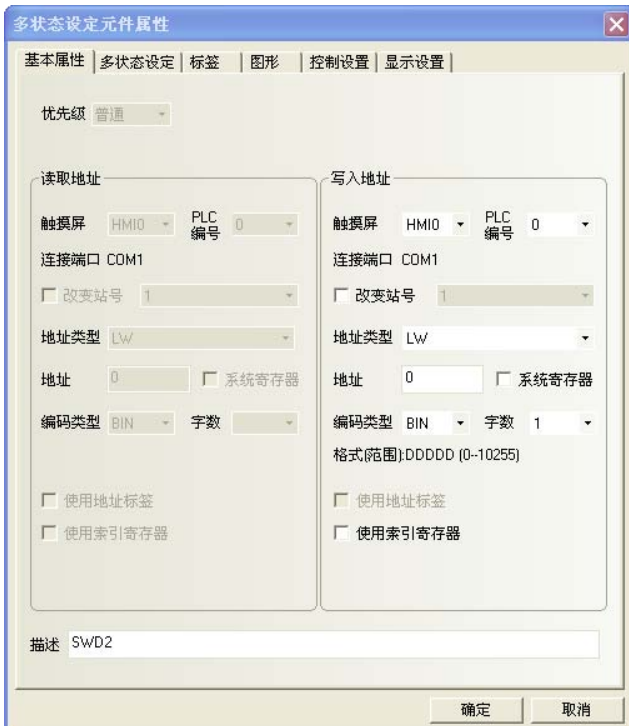 多状态设定元件属性
基本属性 多状态设定 标签 图形 控制设置 显示设置
优先级 普通
读取地址
触摸屏 HMI0 PLC编号 0
连接端口 COM1
改变站号 1
地址类型 LW
地址 0 系统寄存器
编码类型 BIN 字数
使用地址标签
使用索引寄存器
写入地址
触摸屏 HMI0 PLC编号 0
连接端口 COM1
改变站号 1
地址类型 LW
地址 0 系统寄存器
编码类型 BIN 字数 1
格式(范围):DDDDD (0--10255)
使用地址标签
使用索引寄存器
描述 SWD2
确定 取消